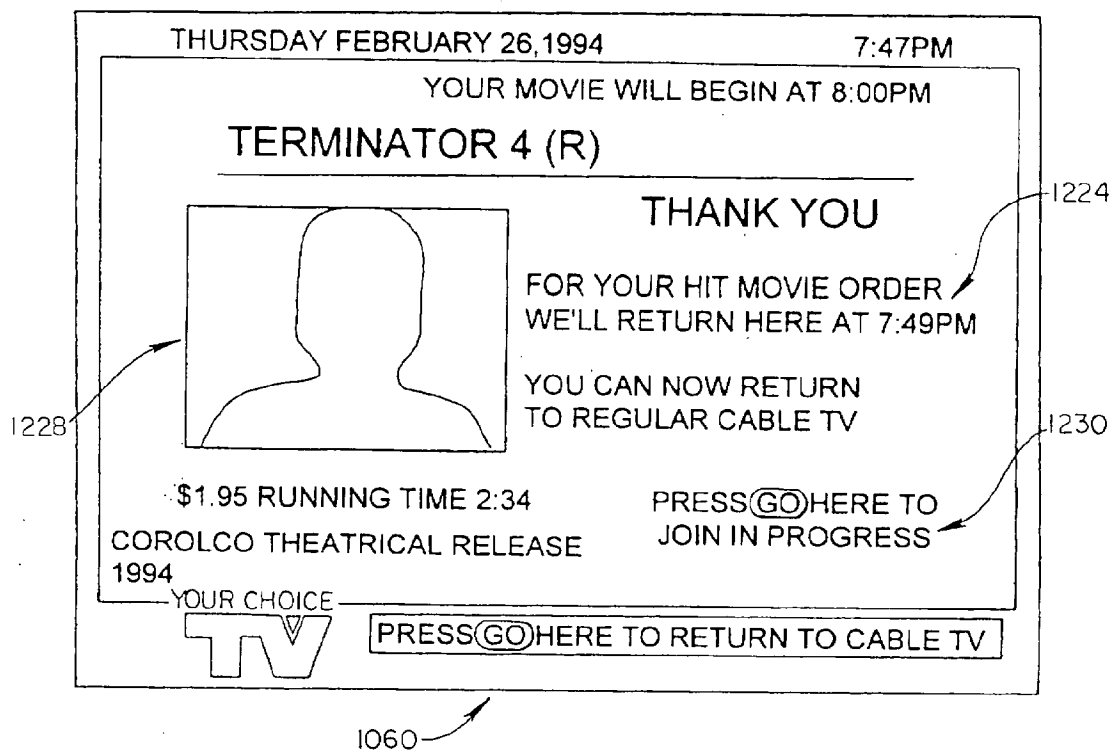 THURSDAY FEBRUARY 26,1994 7:47PM
YOUR MOVIE WILL BEGIN AT 8:00PM
TERMINATOR 4 (R)
THANK YOU
1224
FOR YOUR HIT MOVIE ORDER
WE'LL RETURN HERE AT 7:49PM
YOU CAN NOW RETURN
TO REGULAR CABLE TV
1228
1230
$1.95 RUNNING TIME 2:34
PRESS GO HERE TO
JOIN IN PROGRESS
COROLCO THEATRICAL RELEASE
1994
YOUR CHOICE
TV
PRESS GO HERE TO RETURN TO CABLE TV
1060